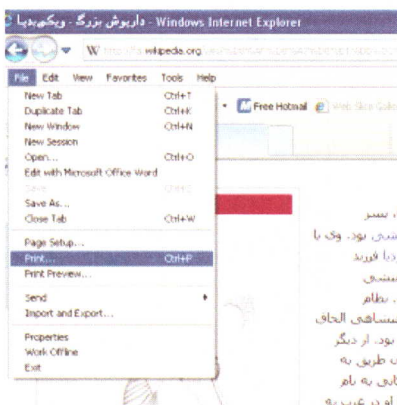 داریوش بزرگ - ویکی‌پدیا - Windows Internet Explorer
wikipedia.org
File Edit View Favorites Tools Help
New Tab Ctrl+T
Duplicate Tab Ctrl+K
New Window Ctrl+N
New Session
Open... Ctrl+O
Edit with Microsoft Office Word
Save Ctrl+S
Save As...
Close Tab Ctrl+W
Page Setup...
Print... Ctrl+P
Print Preview...
Send
Import and Export...
Properties
Work Offline
Exit
Free Hotmail
Web Slice
بود. وی با
فرزند
نظام
الحاق
بود. از دیگر
طریق به
به نام
او در